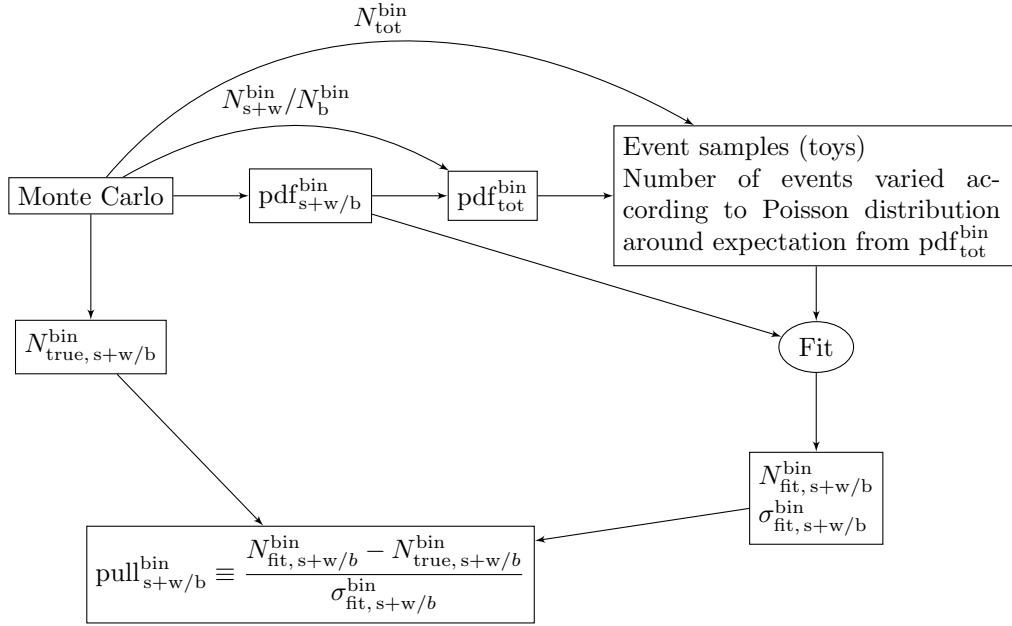 N_tot^bin
N_s+w^bin/N_b^bin
Monte Carlo
pdf_s+w/b^bin
pdf_tot^bin
Event samples (toys)
Number of events varied ac-
cording to Poisson distribution
around expectation from pdf_tot^bin
N_true, s+w/b^bin
Fit
N_fit, s+w/b^bin
σ_fit, s+w/b^bin
pull_s+w/b^bin ≡ (N_fit, s+w/b^bin − N_true, s+w/b^bin) / σ_fit, s+w/b^bin